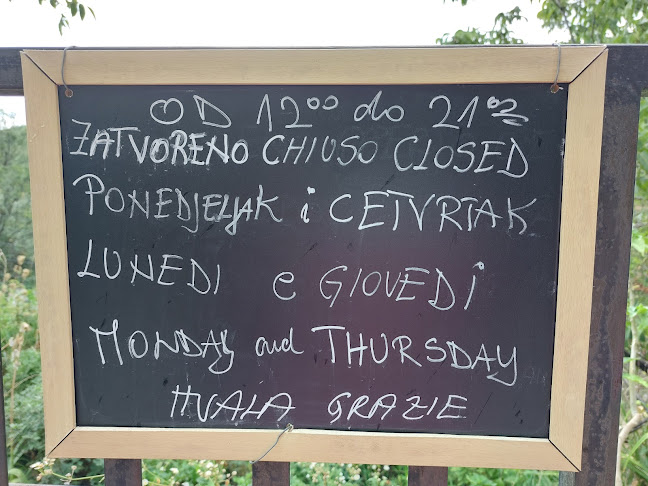 OD 12⁰⁰ do 21⁰⁰
ZATVORENO CHIUSO CLOSED
PONEDJELJAK i CETVRTAK
LUNEDI e GIOVEDI
MONDAY and THURSDAY
HVALA GRAZIE